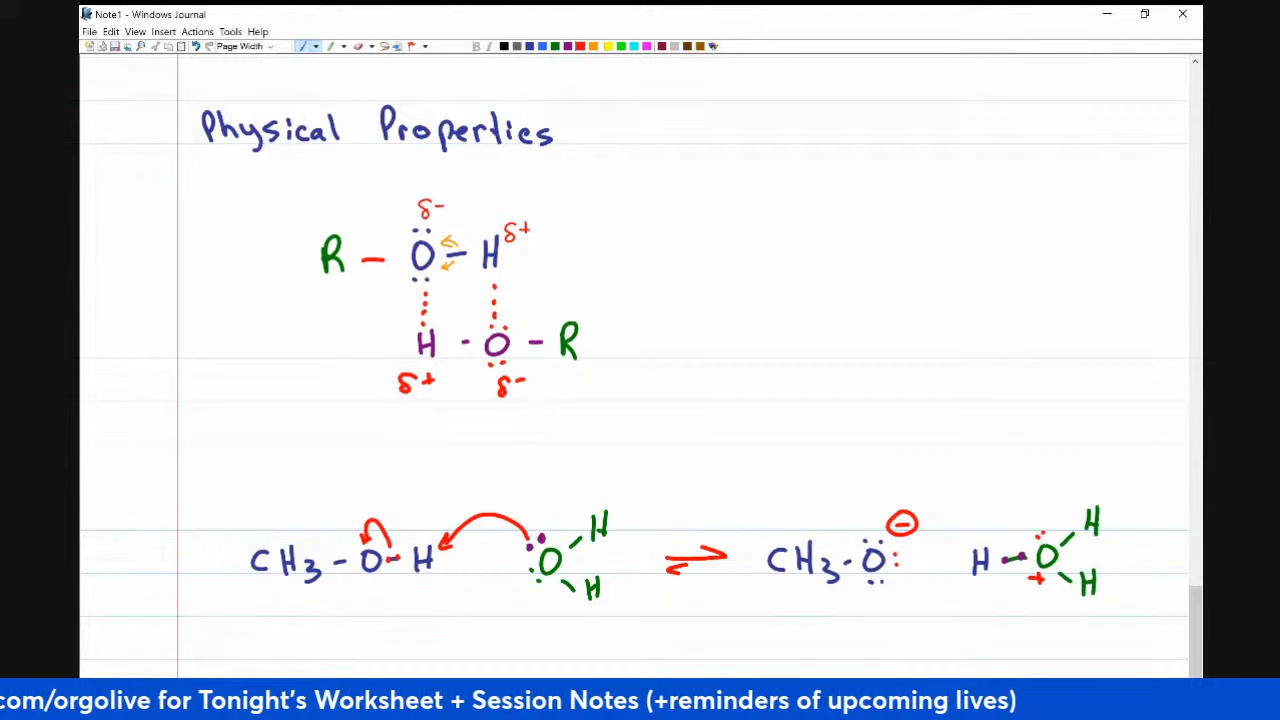 Note1 - Windows Journal
File Edit View Insert Actions Tools Help
Page Width
B I
Physical Properties
δ-
R - O - H δ+
H - O - R
δ+ δ-
CH3 - O - H O H H ⇌ CH3 - O ⊖ H - O + H H
com/orgolive for Tonight's Worksheet + Session Notes (+reminders of upcoming lives)